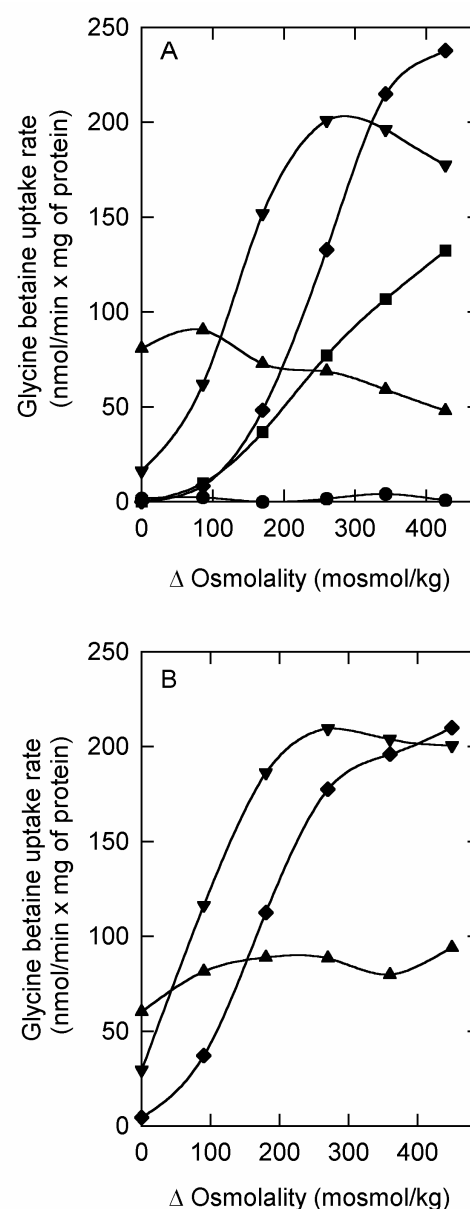 A
250
200
150
100
50
0
Glycine betaine uptake rate
(nmol/min x mg of protein)
0 100 200 300 400
Δ Osmolality (mosmol/kg)
B
250
200
150
100
50
0
Glycine betaine uptake rate
(nmol/min x mg of protein)
0 100 200 300 400
Δ Osmolality (mosmol/kg)